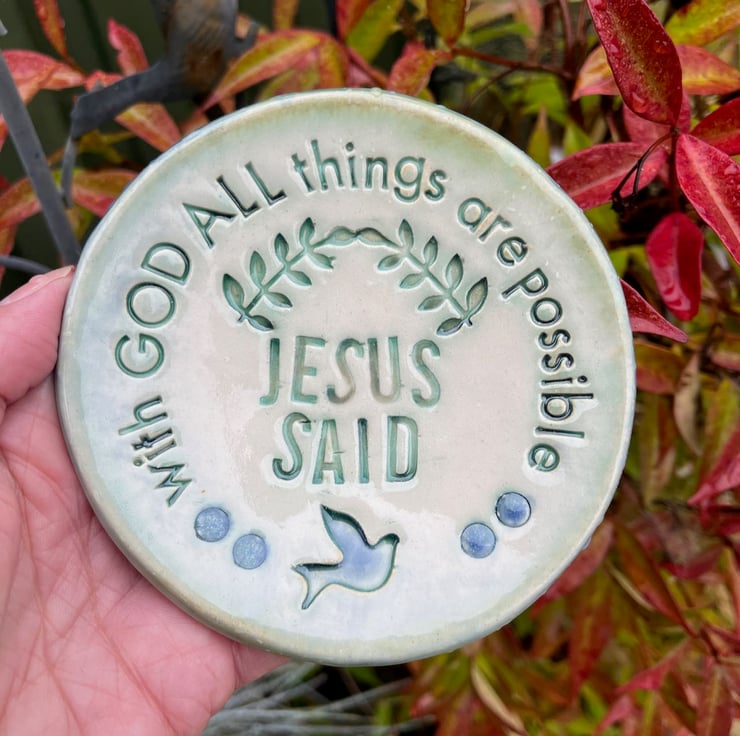 JESUS
SAID
with GOD ALL things are possible